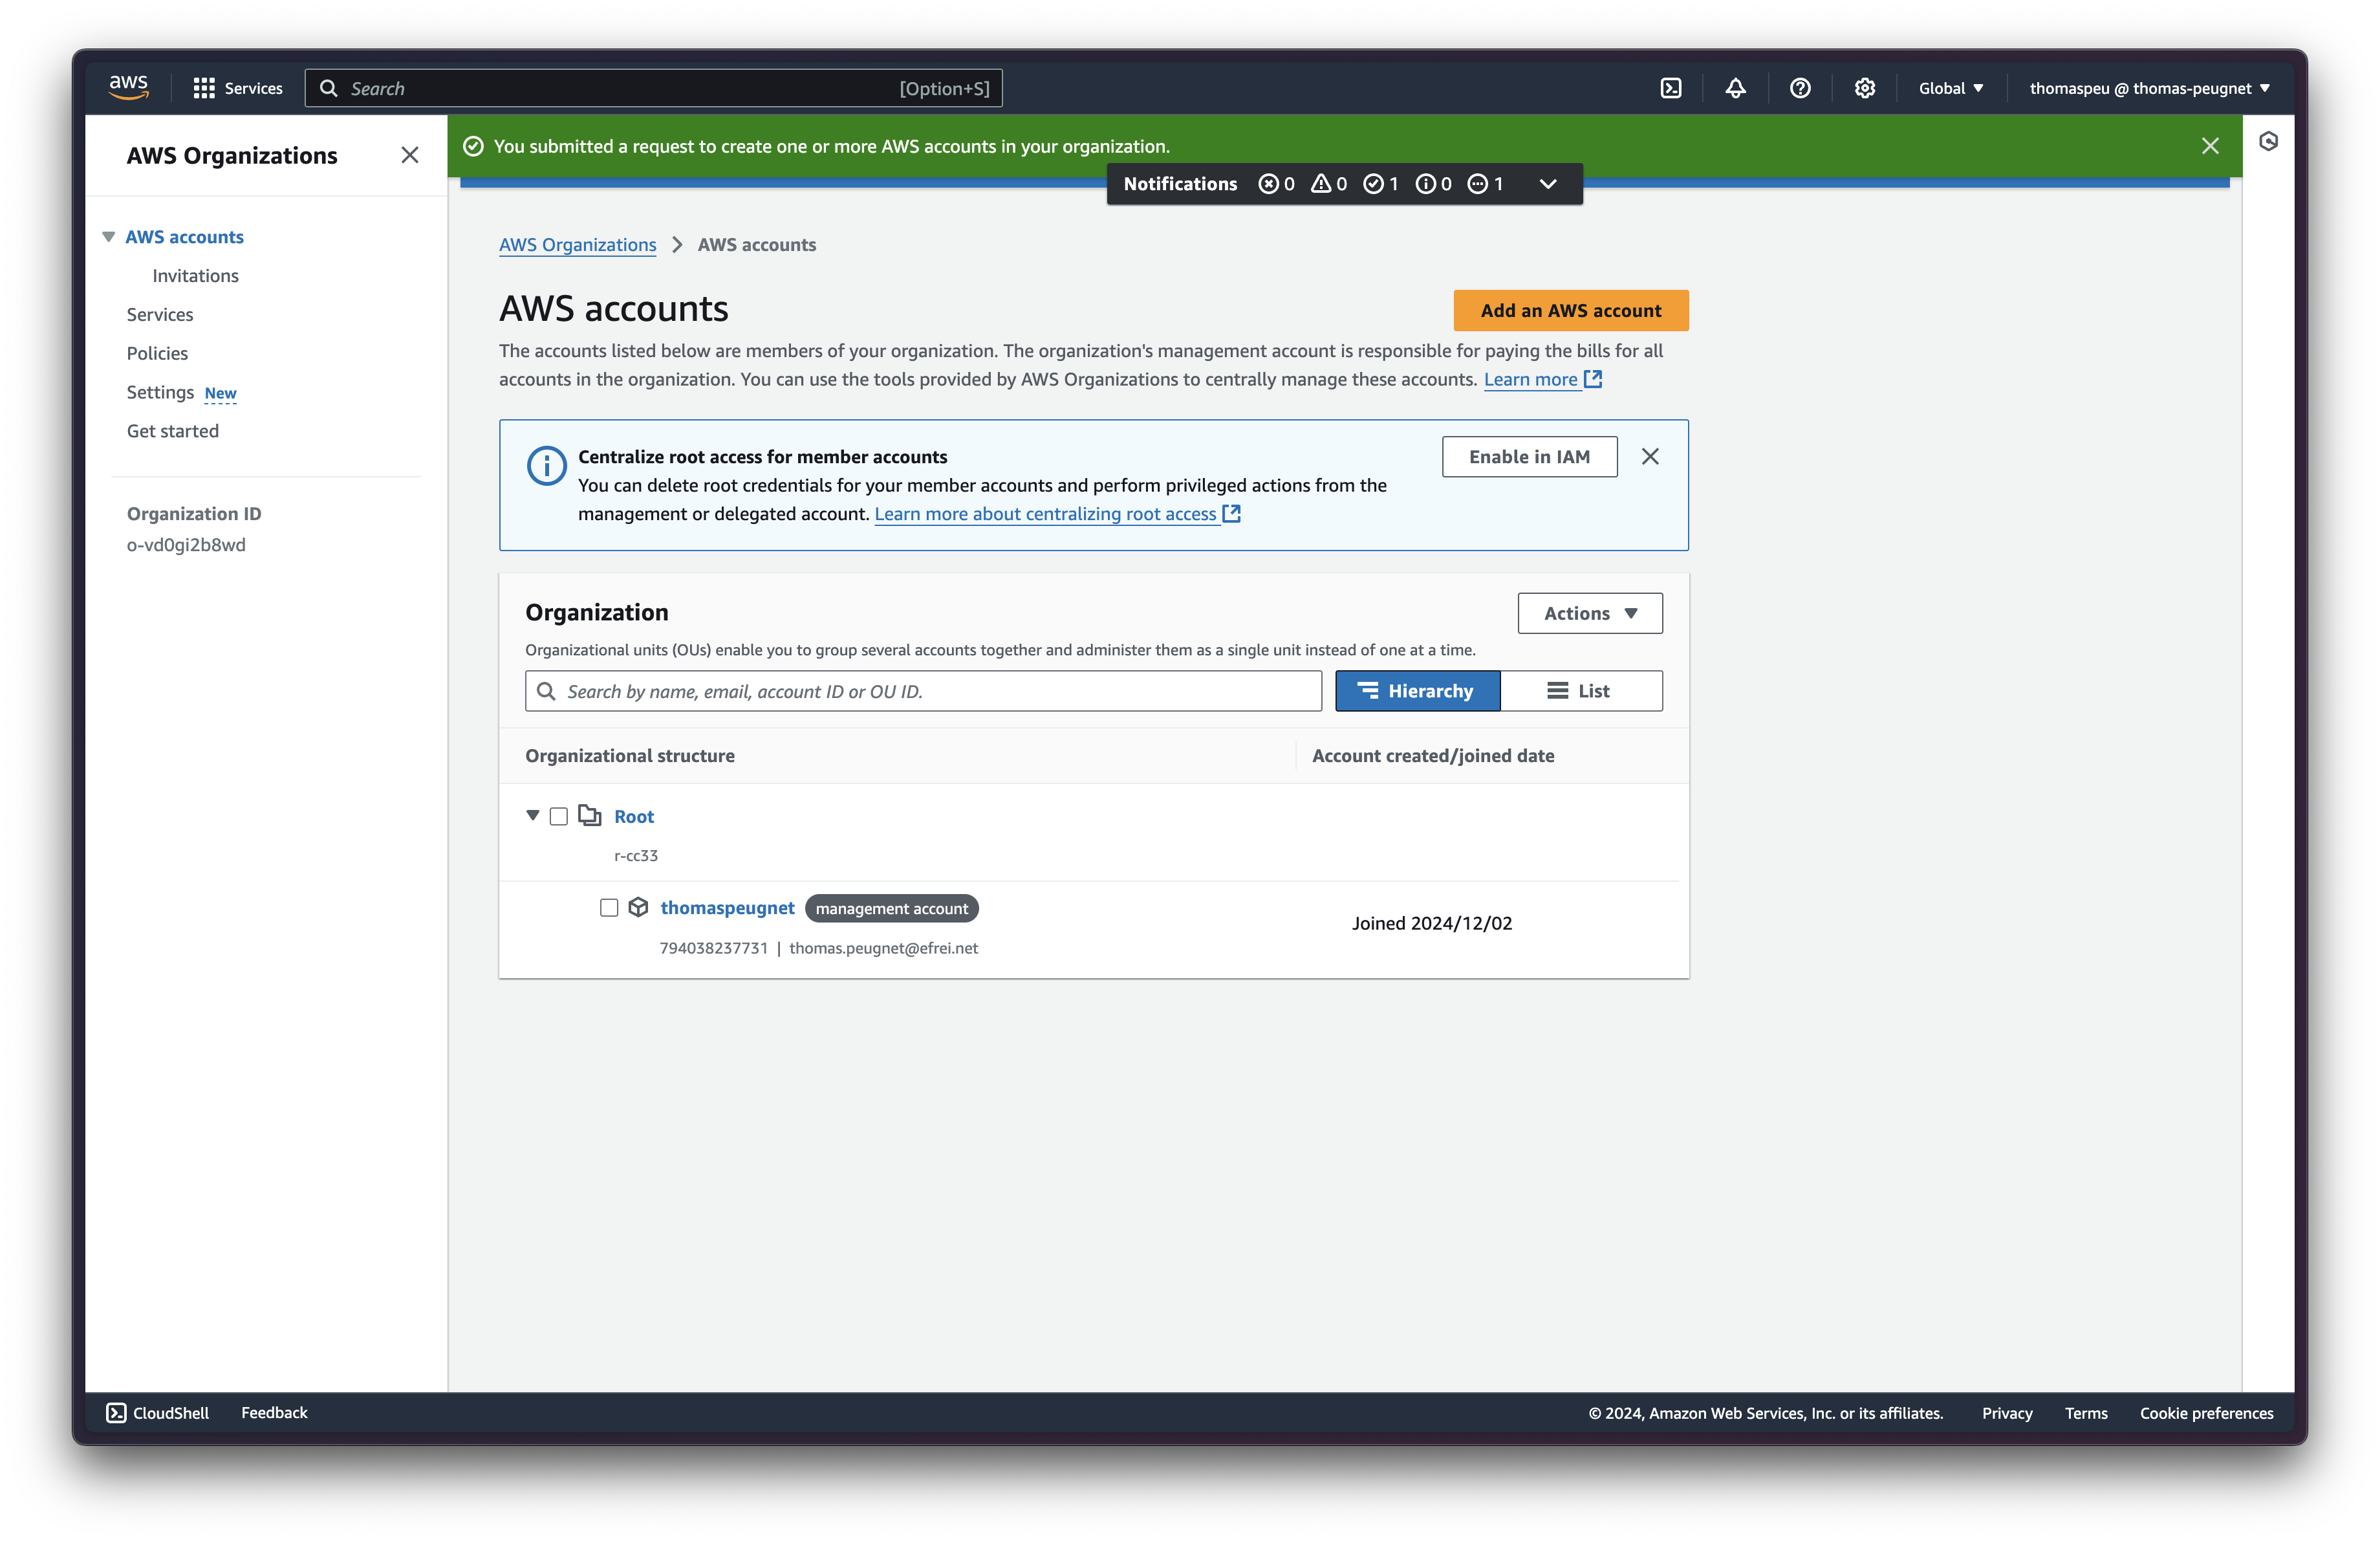 aws
Services
Search
[Option+S]
Global
thomaspeu @ thomas-peugnet
AWS Organizations
You submitted a request to create one or more AWS accounts in your organization.
Notifications 0 0 1 0 1
AWS accounts
Invitations
Services
Policies
Settings New
Get started
Organization ID
o-vd0gi2b8wd
AWS Organizations > AWS accounts
AWS accounts
Add an AWS account
The accounts listed below are members of your organization. The organization's management account is responsible for paying the bills for all
accounts in the organization. You can use the tools provided by AWS Organizations to centrally manage these accounts. Learn more
Centralize root access for member accounts
Enable in IAM
You can delete root credentials for your member accounts and perform privileged actions from the
management or delegated account. Learn more about centralizing root access
Organization
Actions
Organizational units (OUs) enable you to group several accounts together and administer them as a single unit instead of one at a time.
Search by name, email, account ID or OU ID.
Hierarchy
List
Organizational structure
Account created/joined date
Root
r-cc33
thomaspeugnet management account
Joined 2024/12/02
794038237731 | thomas.peugnet@efrei.net
CloudShell
Feedback
© 2024, Amazon Web Services, Inc. or its affiliates.
Privacy
Terms
Cookie preferences